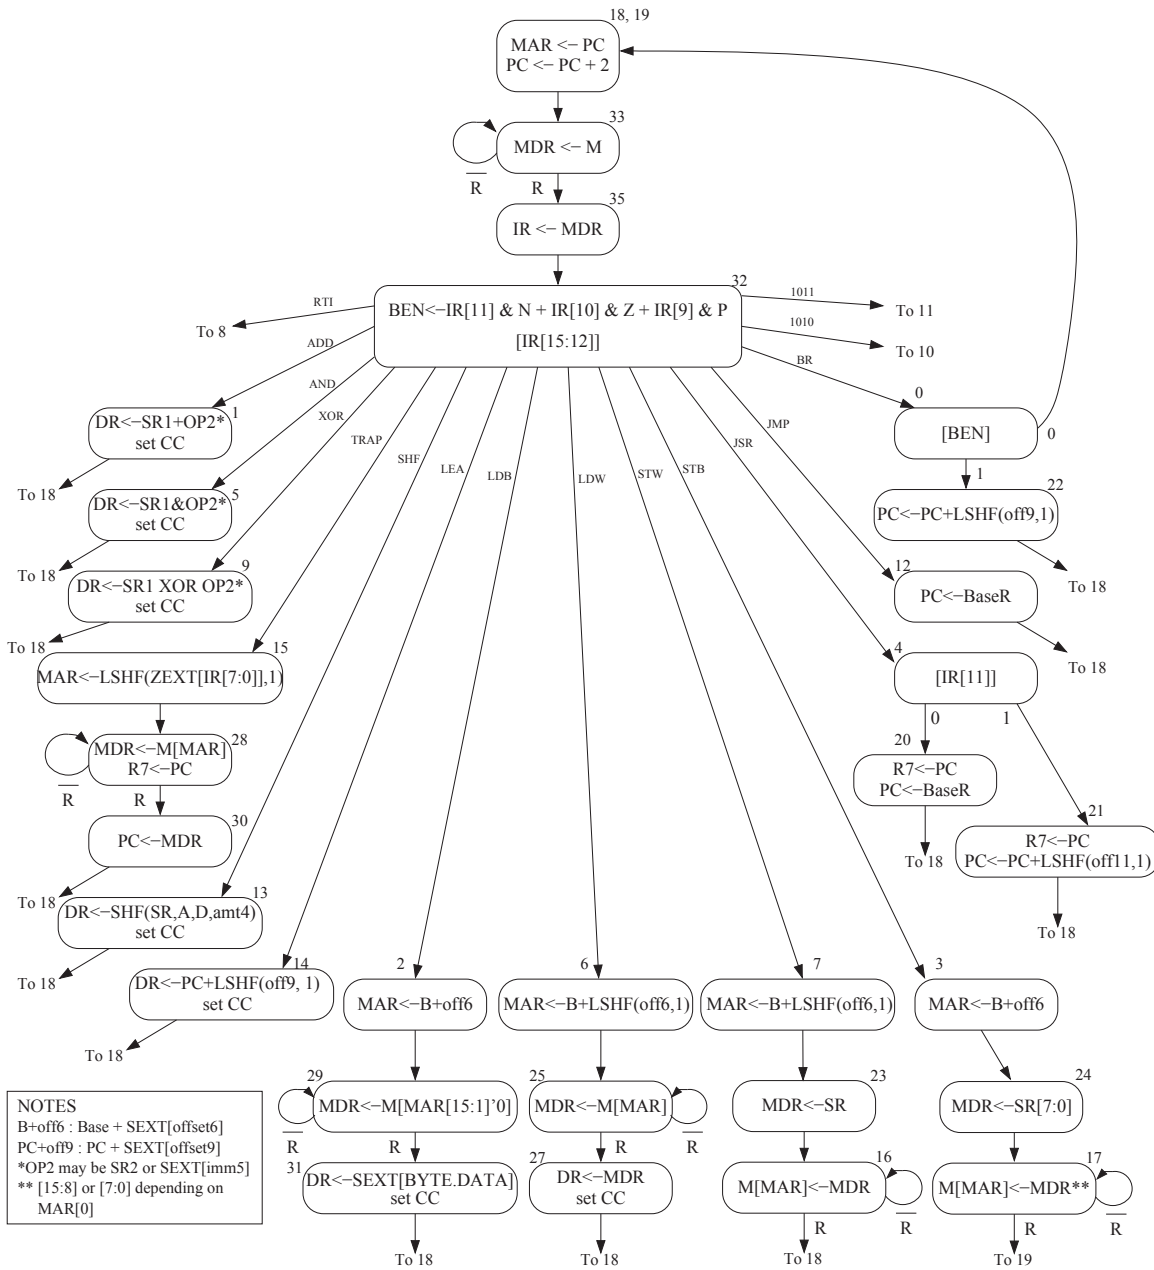 18, 19
MAR <− PC
PC <− PC + 2
33
MDR <− M
R
R
35
IR <− MDR
32
BEN<−IR[11] & N + IR[10] & Z + IR[9] & P
[IR[15:12]]
RTI
To 8
1011
To 11
1010
To 10
ADD
AND
XOR
TRAP
SHF
LEA
LDB
LDW
STW
STB
JSR
JMP
BR
1
DR<−SR1+OP2*
set CC
To 18
5
DR<−SR1&OP2*
set CC
To 18
9
DR<−SR1 XOR OP2*
set CC
To 18
15
MAR<−LSHF(ZEXT[IR[7:0]],1)
28
MDR<−M[MAR]
R7<−PC
R
R
30
PC<−MDR
To 18
13
DR<−SHF(SR,A,D,amt4)
set CC
To 18
14
DR<−PC+LSHF(off9, 1)
set CC
To 18
0
[BEN]
0
1
22
PC<−PC+LSHF(off9,1)
To 18
12
PC<−BaseR
To 18
4
[IR[11]]
0
1
20
R7<−PC
PC<−BaseR
To 18
21
R7<−PC
PC<−PC+LSHF(off11,1)
To 18
2
MAR<−B+off6
29
MDR<−M[MAR[15:1]’0]
R
R
31
DR<−SEXT[BYTE.DATA]
set CC
To 18
6
MAR<−B+LSHF(off6,1)
25
MDR<−M[MAR]
R
R
27
DR<−MDR
set CC
To 18
7
MAR<−B+LSHF(off6,1)
23
MDR<−SR
16
M[MAR]<−MDR
R
R
To 18
3
MAR<−B+off6
24
MDR<−SR[7:0]
17
M[MAR]<−MDR**
R
R
To 19
NOTES
B+off6 : Base + SEXT[offset6]
PC+off9 : PC + SEXT[offset9]
*OP2 may be SR2 or SEXT[imm5]
** [15:8] or [7:0] depending on
MAR[0]